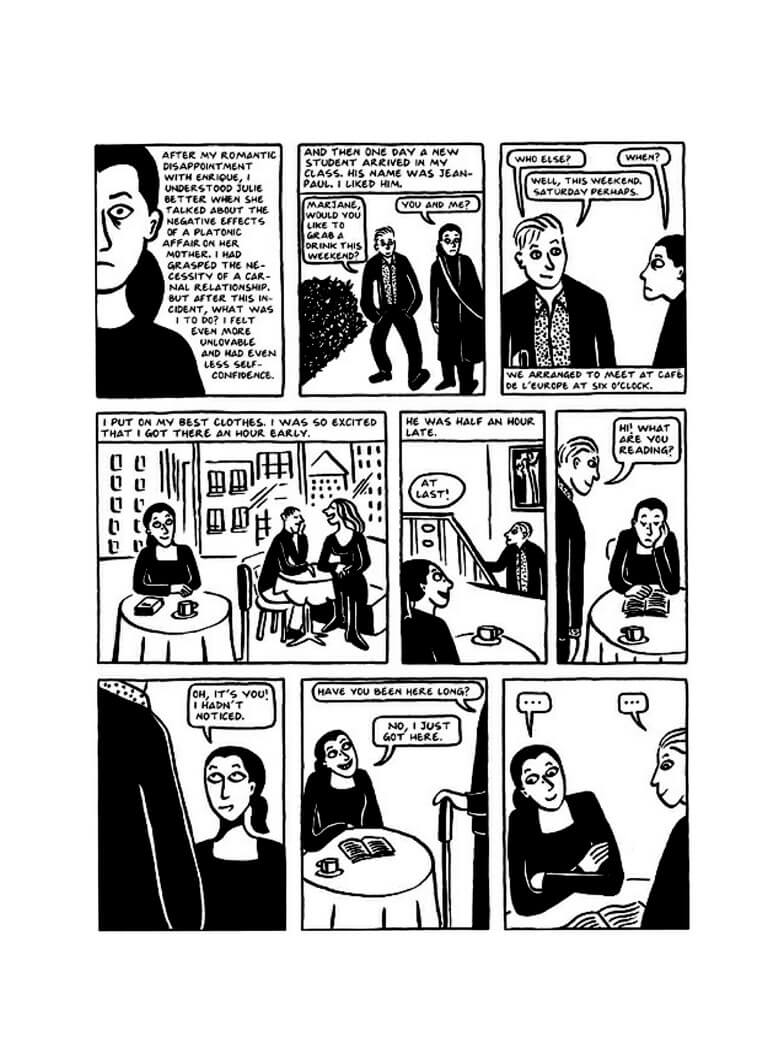 AFTER MY ROMANTIC
DISAPPOINTMENT
WITH ENRIQUE, I
UNDERSTOOD JULIE
BETTER WHEN SHE
TALKED ABOUT THE
NEGATIVE EFFECTS
OF A PLATONIC
AFFAIR ON HER
MOTHER. I HAD
GRASPED THE NE-
CESSITY OF A CAR-
NAL RELATIONSHIP.
BUT AFTER THIS IN-
CIDENT, WHAT WAS
I TO DO? I FELT
EVEN MORE
UNLOVABLE
AND HAD EVEN
LESS SELF-
CONFIDENCE.
AND THEN ONE DAY A NEW
STUDENT ARRIVED IN MY
CLASS. HIS NAME WAS JEAN-
PAUL. I LIKED HIM.
MARJANE,
WOULD YOU
LIKE TO
GRAB A
DRINK THIS
WEEKEND?
YOU AND ME?
WHO ELSE?
WHEN?
WELL, THIS WEEKEND.
SATURDAY PERHAPS.
WE ARRANGED TO MEET AT CAFÉ
DE L'EUROPE AT SIX O'CLOCK.
I PUT ON MY BEST CLOTHES. I WAS SO EXCITED
THAT I GOT THERE AN HOUR EARLY.
HE WAS HALF AN HOUR
LATE.
AT
LAST!
HI! WHAT
ARE YOU
READING?
OH, IT'S YOU!
I HADN'T
NOTICED.
HAVE YOU BEEN HERE LONG?
NO, I JUST
GOT HERE.
...
...